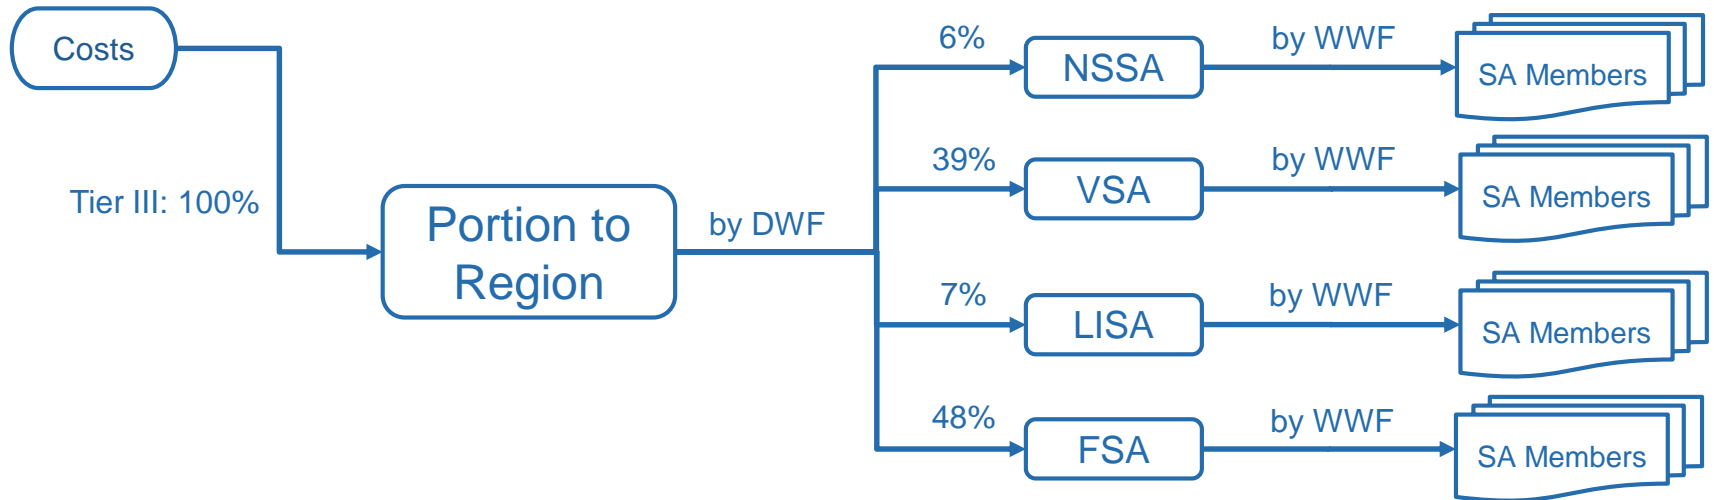 Costs
Tier III: 100%
Portion to
Region
by DWF
6%
NSSA
by WWF
SA Members
39%
VSA
by WWF
SA Members
7%
LISA
by WWF
SA Members
48%
FSA
by WWF
SA Members